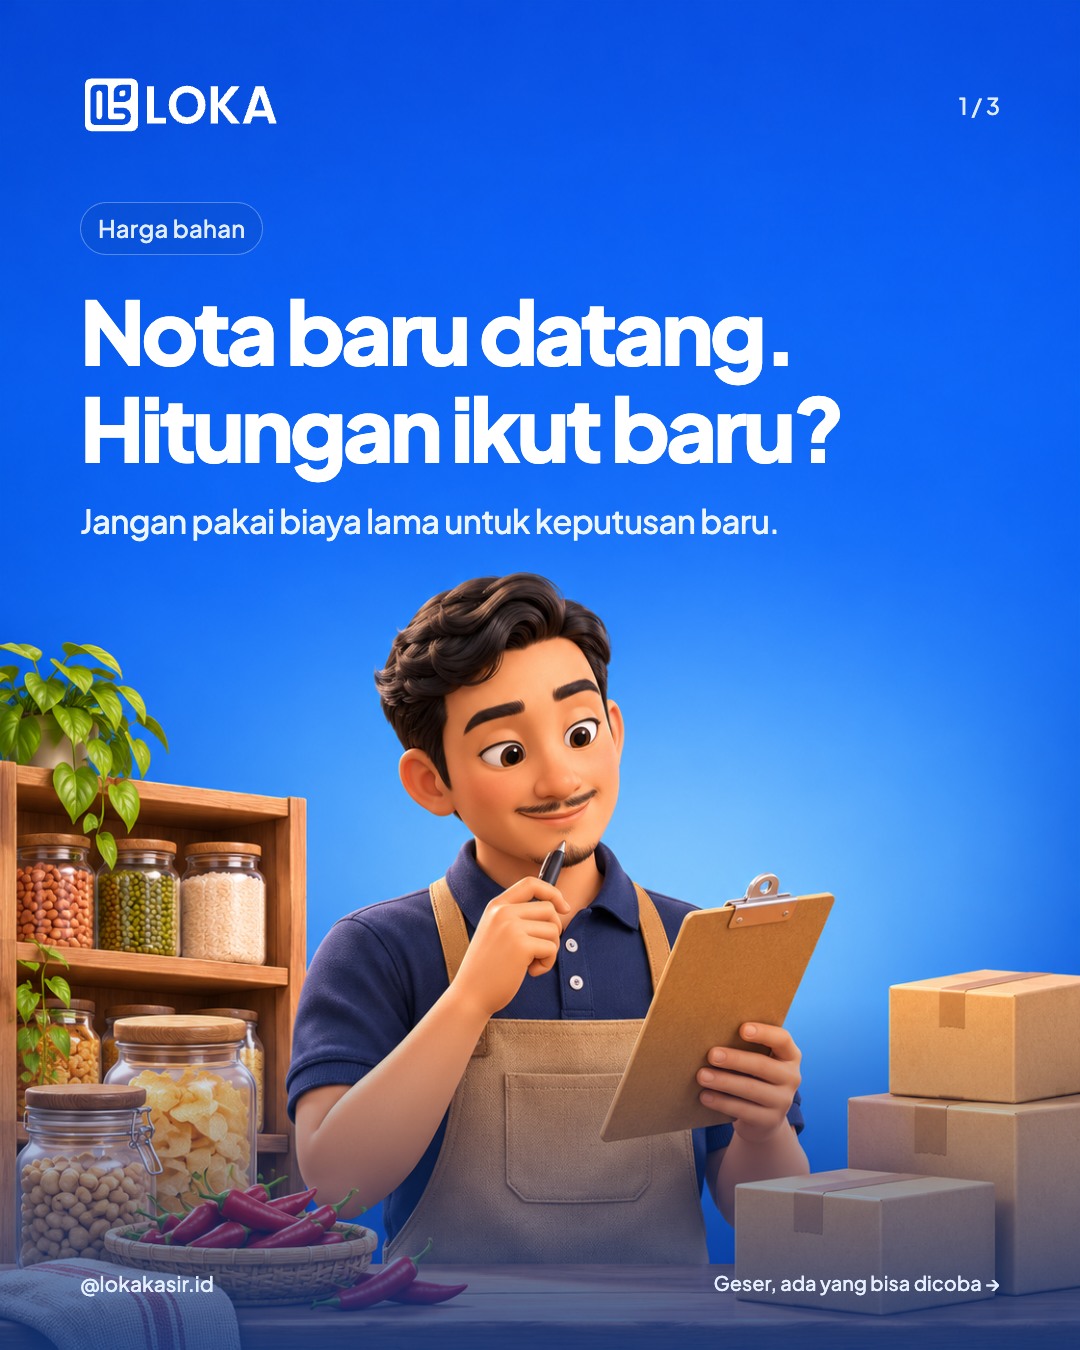 LOKA
1 / 3
Harga bahan
Nota baru datang.
Hitungan ikut baru?
Jangan pakai biaya lama untuk keputusan baru.
@lokakasir.id
Geser, ada yang bisa dicoba →